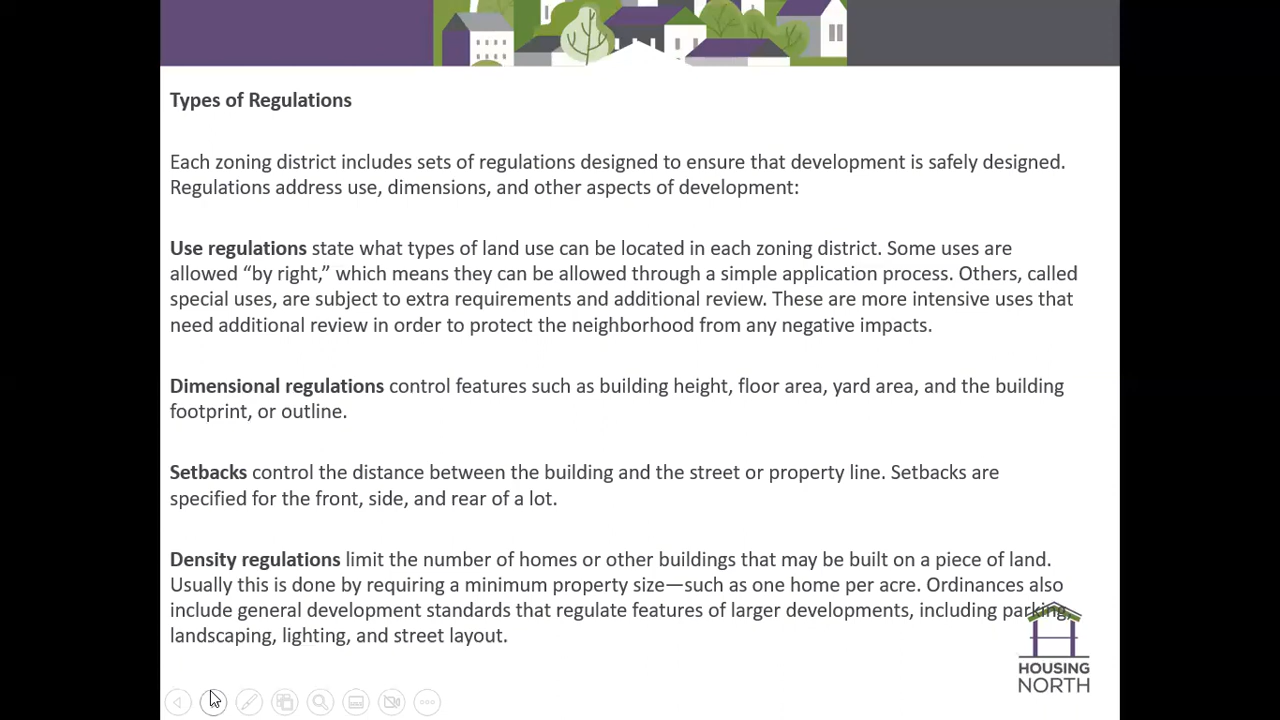 Types of Regulations
Each zoning district includes sets of regulations designed to ensure that development is safely designed.
Regulations address use, dimensions, and other aspects of development:
Use regulations state what types of land use can be located in each zoning district. Some uses are
allowed “by right,” which means they can be allowed through a simple application process. Others, called
special uses, are subject to extra requirements and additional review. These are more intensive uses that
need additional review in order to protect the neighborhood from any negative impacts.
Dimensional regulations control features such as building height, floor area, yard area, and the building
footprint, or outline.
Setbacks control the distance between the building and the street or property line. Setbacks are
specified for the front, side, and rear of a lot.
Density regulations limit the number of homes or other buildings that may be built on a piece of land.
Usually this is done by requiring a minimum property size—such as one home per acre. Ordinances also
include general development standards that regulate features of larger developments, including parking,
landscaping, lighting, and street layout.
HOUSING
NORTH